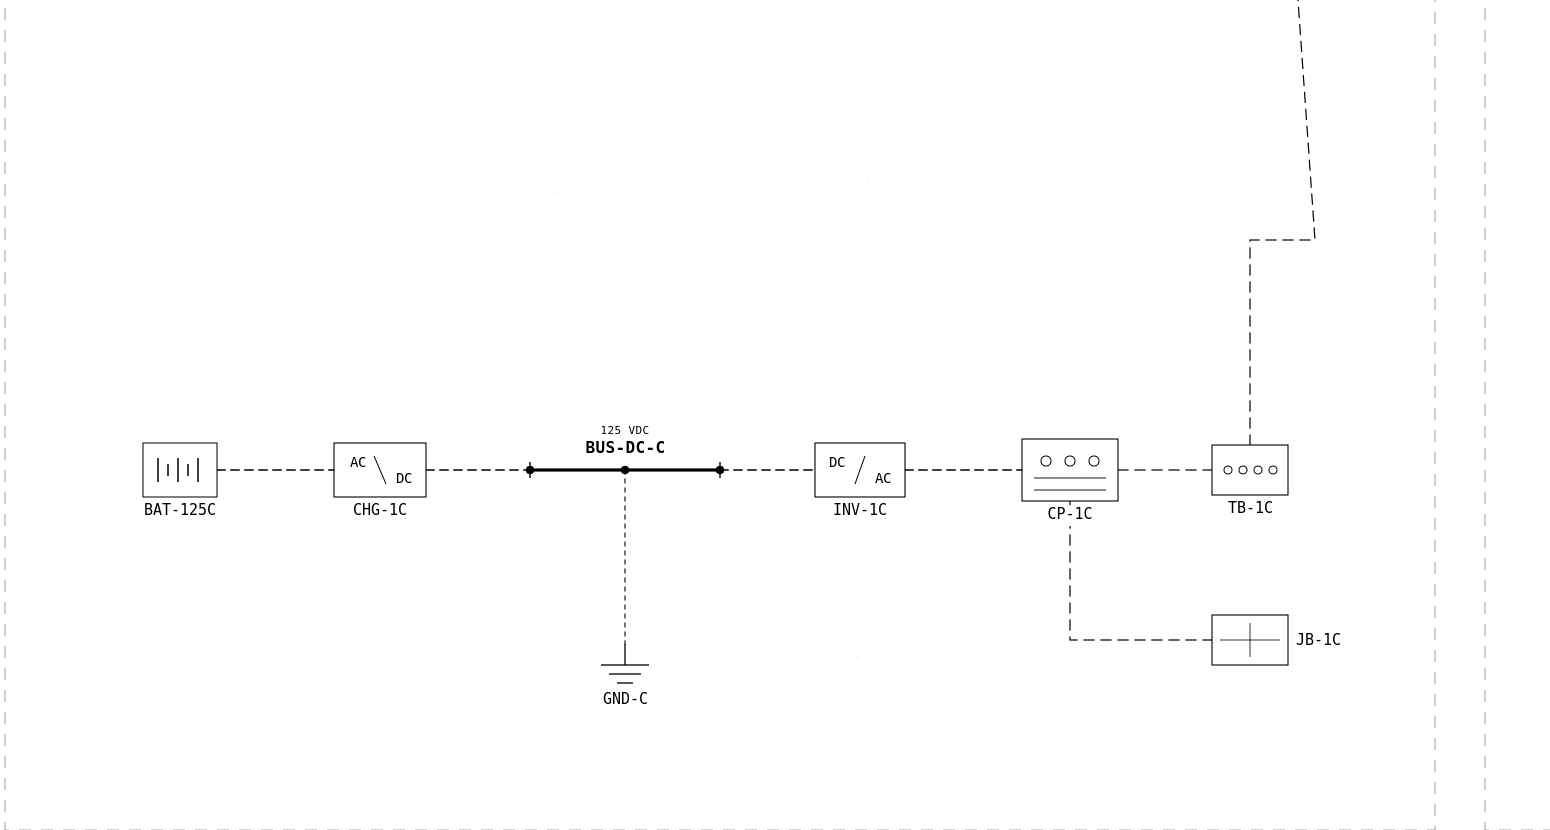 125 VDC
BUS-DC-C
AC
DC
DC
AC
BAT-125C
CHG-1C
INV-1C
CP-1C
TB-1C
JB-1C
GND-C